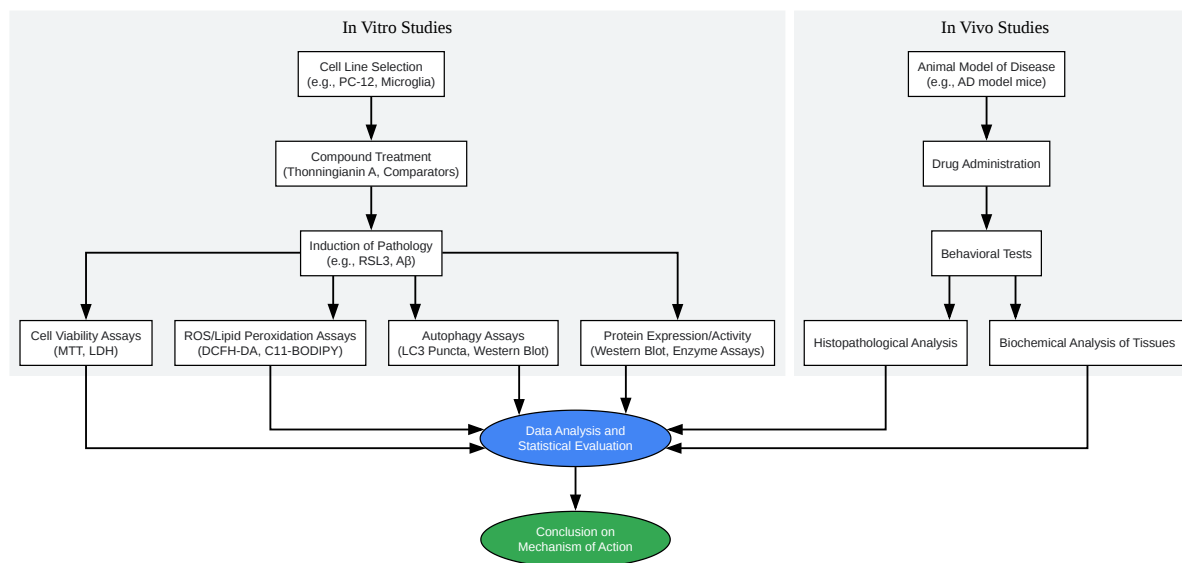 In Vitro Studies
Cell Line Selection
(e.g., PC-12, Microglia)
Compound Treatment
(Thonningianin A, Comparators)
Induction of Pathology
(e.g., RSL3, Aβ)
Cell Viability Assays
(MTT, LDH)
ROS/Lipid Peroxidation Assays
(DCFH-DA, C11-BODIPY)
Autophagy Assays
(LC3 Puncta, Western Blot)
Protein Expression/Activity
(Western Blot, Enzyme Assays)
In Vivo Studies
Animal Model of Disease
(e.g., AD model mice)
Drug Administration
Behavioral Tests
Histopathological Analysis
Biochemical Analysis of Tissues
Data Analysis and
Statistical Evaluation
Conclusion on
Mechanism of Action